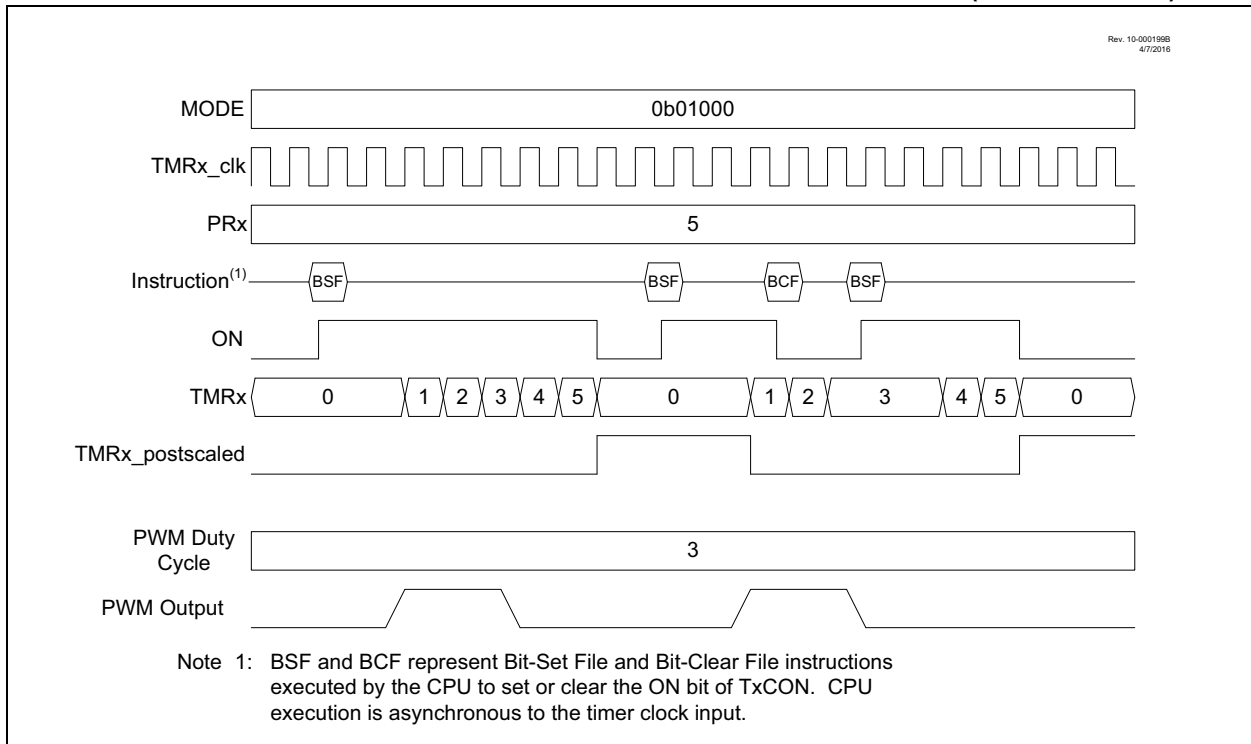 Rev. 10-000199B
4/7/2016
MODE 0b01000
TMRx_clk
PRx 5
Instruction(1) BSF BSF BCF BSF
ON
TMRx 0 1 2 3 4 5 0 1 2 3 4 5 0
TMRx_postscaled
PWM Duty
Cycle 3
PWM Output
Note 1: BSF and BCF represent Bit-Set File and Bit-Clear File instructions
executed by the CPU to set or clear the ON bit of TxCON. CPU
execution is asynchronous to the timer clock input.